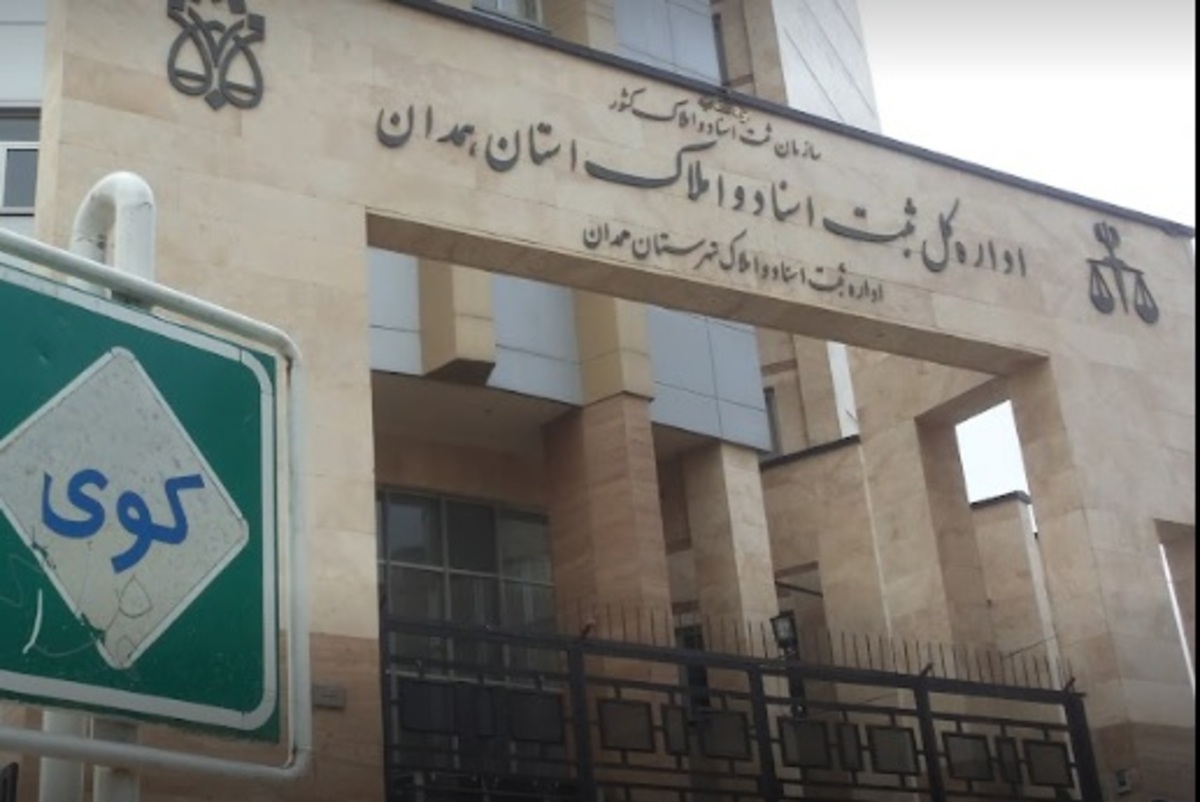 سازمان ثبت اسناد و املاک کشور
اداره کل ثبت اسناد و املاک استان همدان
اداره ثبت اسناد و املاک شهرستان همدان
کوی